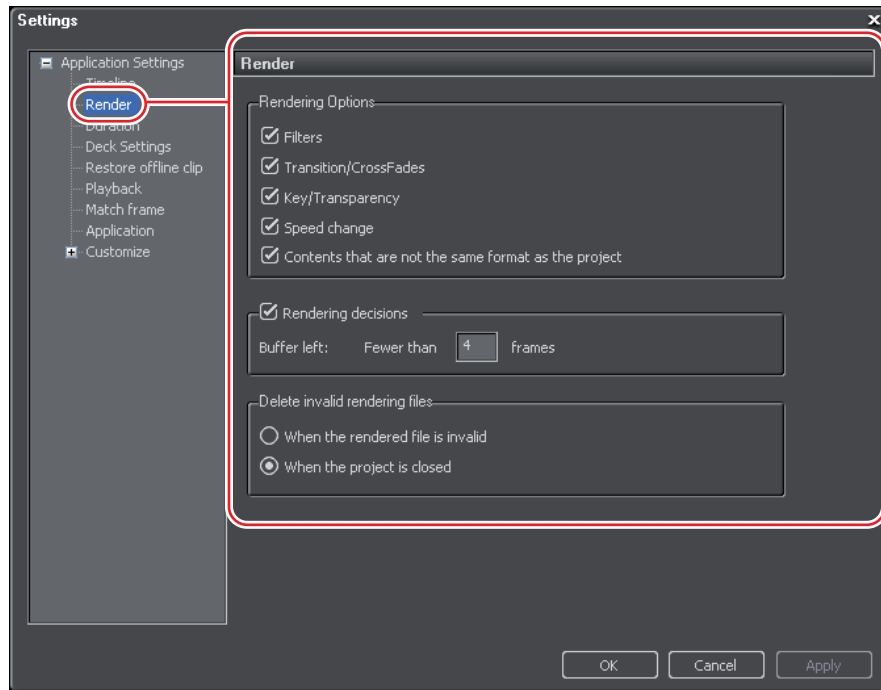 Settings
Application Settings
Timeline
Render
Duration
Deck Settings
Restore offline clip
Playback
Match frame
Application
Customize
Render
Rendering Options
Filters
Transition/CrossFades
Key/Transparency
Speed change
Contents that are not the same format as the project
Rendering decisions
Buffer left: Fewer than 4 frames
Delete invalid rendering files
When the rendered file is invalid
When the project is closed
OK Cancel Apply